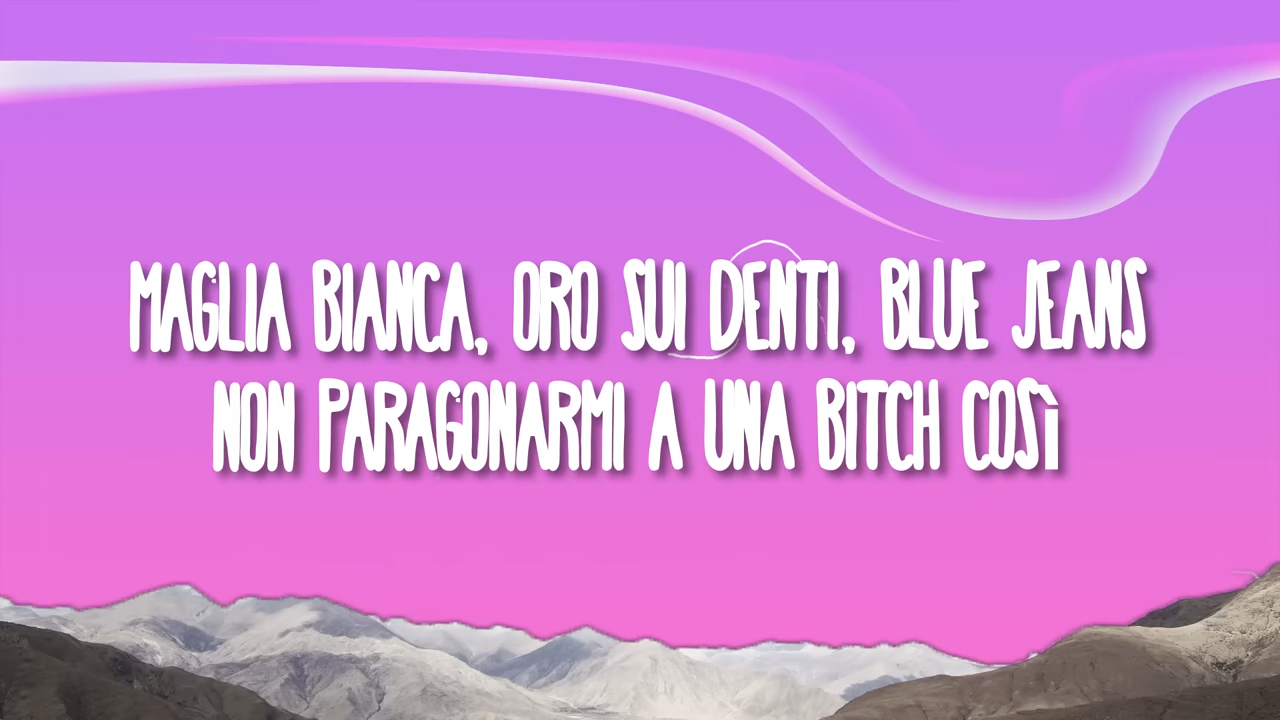 MAGLIA BIANCA, ORO SUI DENTI, BLUE JEANS
NON PARAGONARMI A UNA BITCH COSÌ